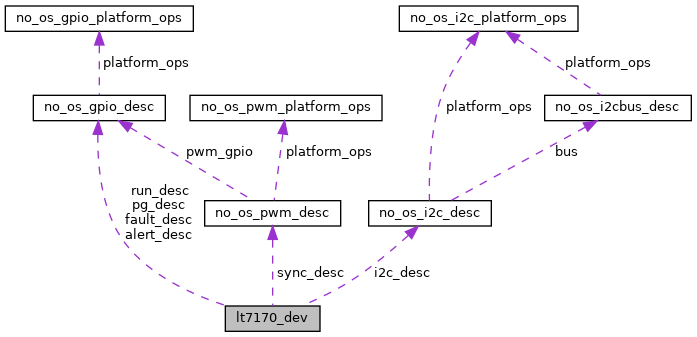 no_os_gpio_platform_ops
no_os_i2c_platform_ops
platform_ops
platform_ops
no_os_gpio_desc
no_os_pwm_platform_ops
platform_ops
no_os_i2cbus_desc
pwm_gpio
platform_ops
bus
run_desc
pg_desc
fault_desc
alert_desc
no_os_pwm_desc
no_os_i2c_desc
sync_desc
i2c_desc
lt7170_dev